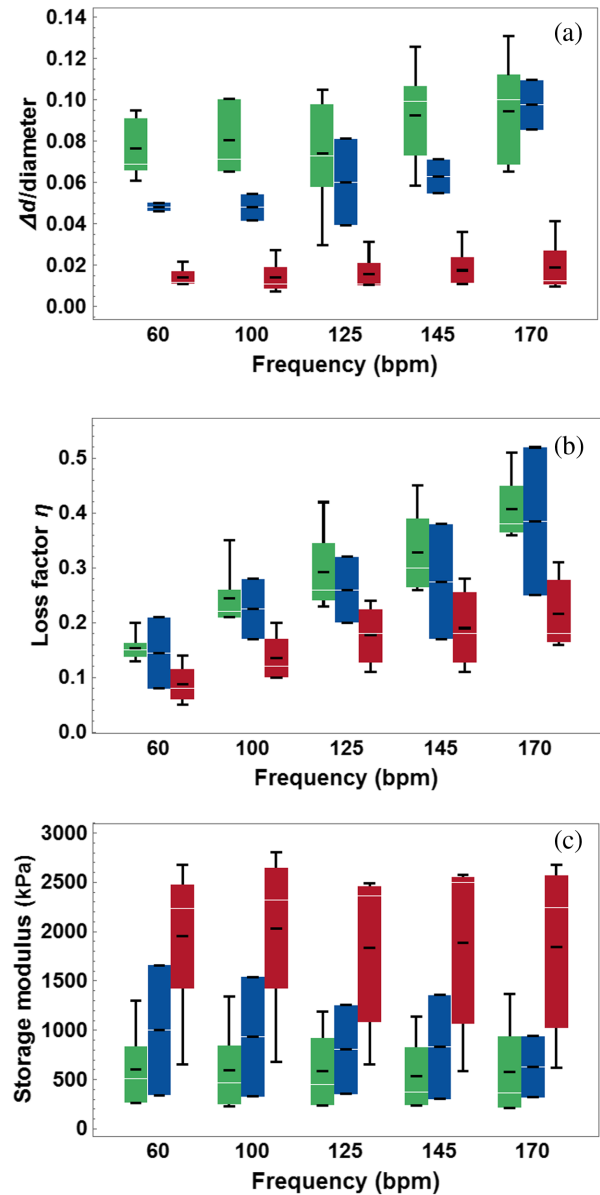 (a)
0.14
0.12
0.10
0.08
0.06
0.04
0.02
0.00
Δd/diameter
60 100 125 145 170
Frequency (bpm)
(b)
0.5
0.4
0.3
0.2
0.1
0.0
Loss factor η
60 100 125 145 170
Frequency (bpm)
(c)
3000
2500
2000
1500
1000
500
0
Storage modulus (kPa)
60 100 125 145 170
Frequency (bpm)